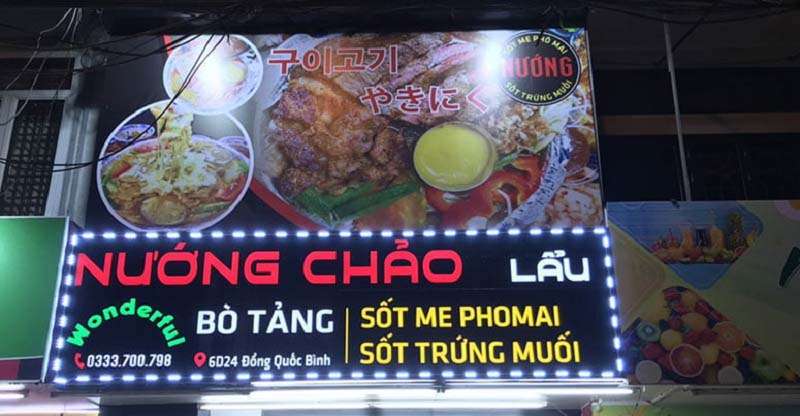 구이고기
やきにく
SỐT ME PHÔ MAI
NƯỚNG
SỐT TRỨNG MUỐI
NƯỚNG CHẢO
LẨU
Wonderful
BÒ TẢNG
SỐT ME PHOMAI
SỐT TRỨNG MUỐI
0333.700.798
6D24 Đổng Quốc Bình